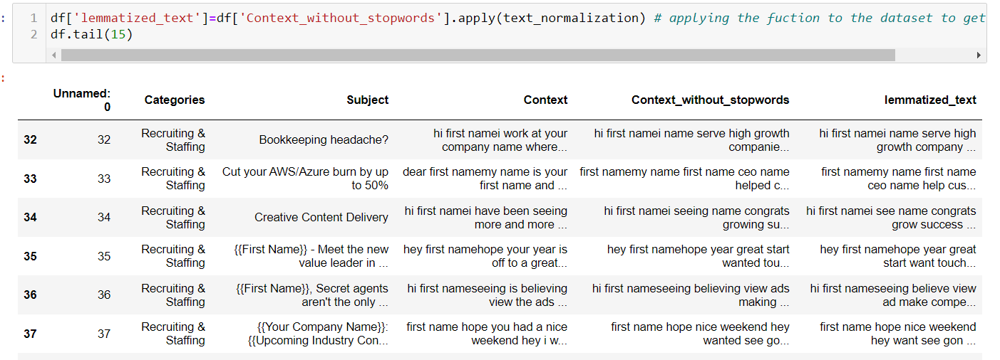 1 df['lemmatized_text']=df['Context_without_stopwords'].apply(text_normalization) # applying the fuction to the dataset to get
2 df.tail(15)
Unnamed: 0 Categories Subject Context Context_without_stopwords lemmatized_text
32 32 Recruiting & Staffing Bookkeeping headache? hi first namei work at your company name where... hi first namei name serve high growth companie... hi first namei name serve high growth company ...
33 33 Recruiting & Staffing Cut your AWS/Azure burn by up to 50% dear first namemy name is your first name and ... first namemy name first name ceo name helped c... first namemy name first name ceo name help cus...
34 34 Recruiting & Staffing Creative Content Delivery hi first namei have been seeing more and more ... hi first namei seeing name congrats growing su... hi first namei see name congrats grow success ...
35 35 Recruiting & Staffing {{First Name}} - Meet the new value leader in ... hey first namehope your year is off to a great... hey first namehope year great start wanted tou... hey first namehope year great start want touch...
36 36 Recruiting & Staffing {{First Name}}, Secret agents aren't the only ... hi first nameseeing is believing view the ads ... hi first nameseeing believing view ads making ... hi first nameseeing believe view ad make compe...
37 37 Recruiting & Staffing {{Your Company Name}}: {{Upcoming Industry Con... first name hope you had a nice weekend hey i w... first name hope nice weekend hey wanted see go... first name hope nice weekend hey want see gon ...